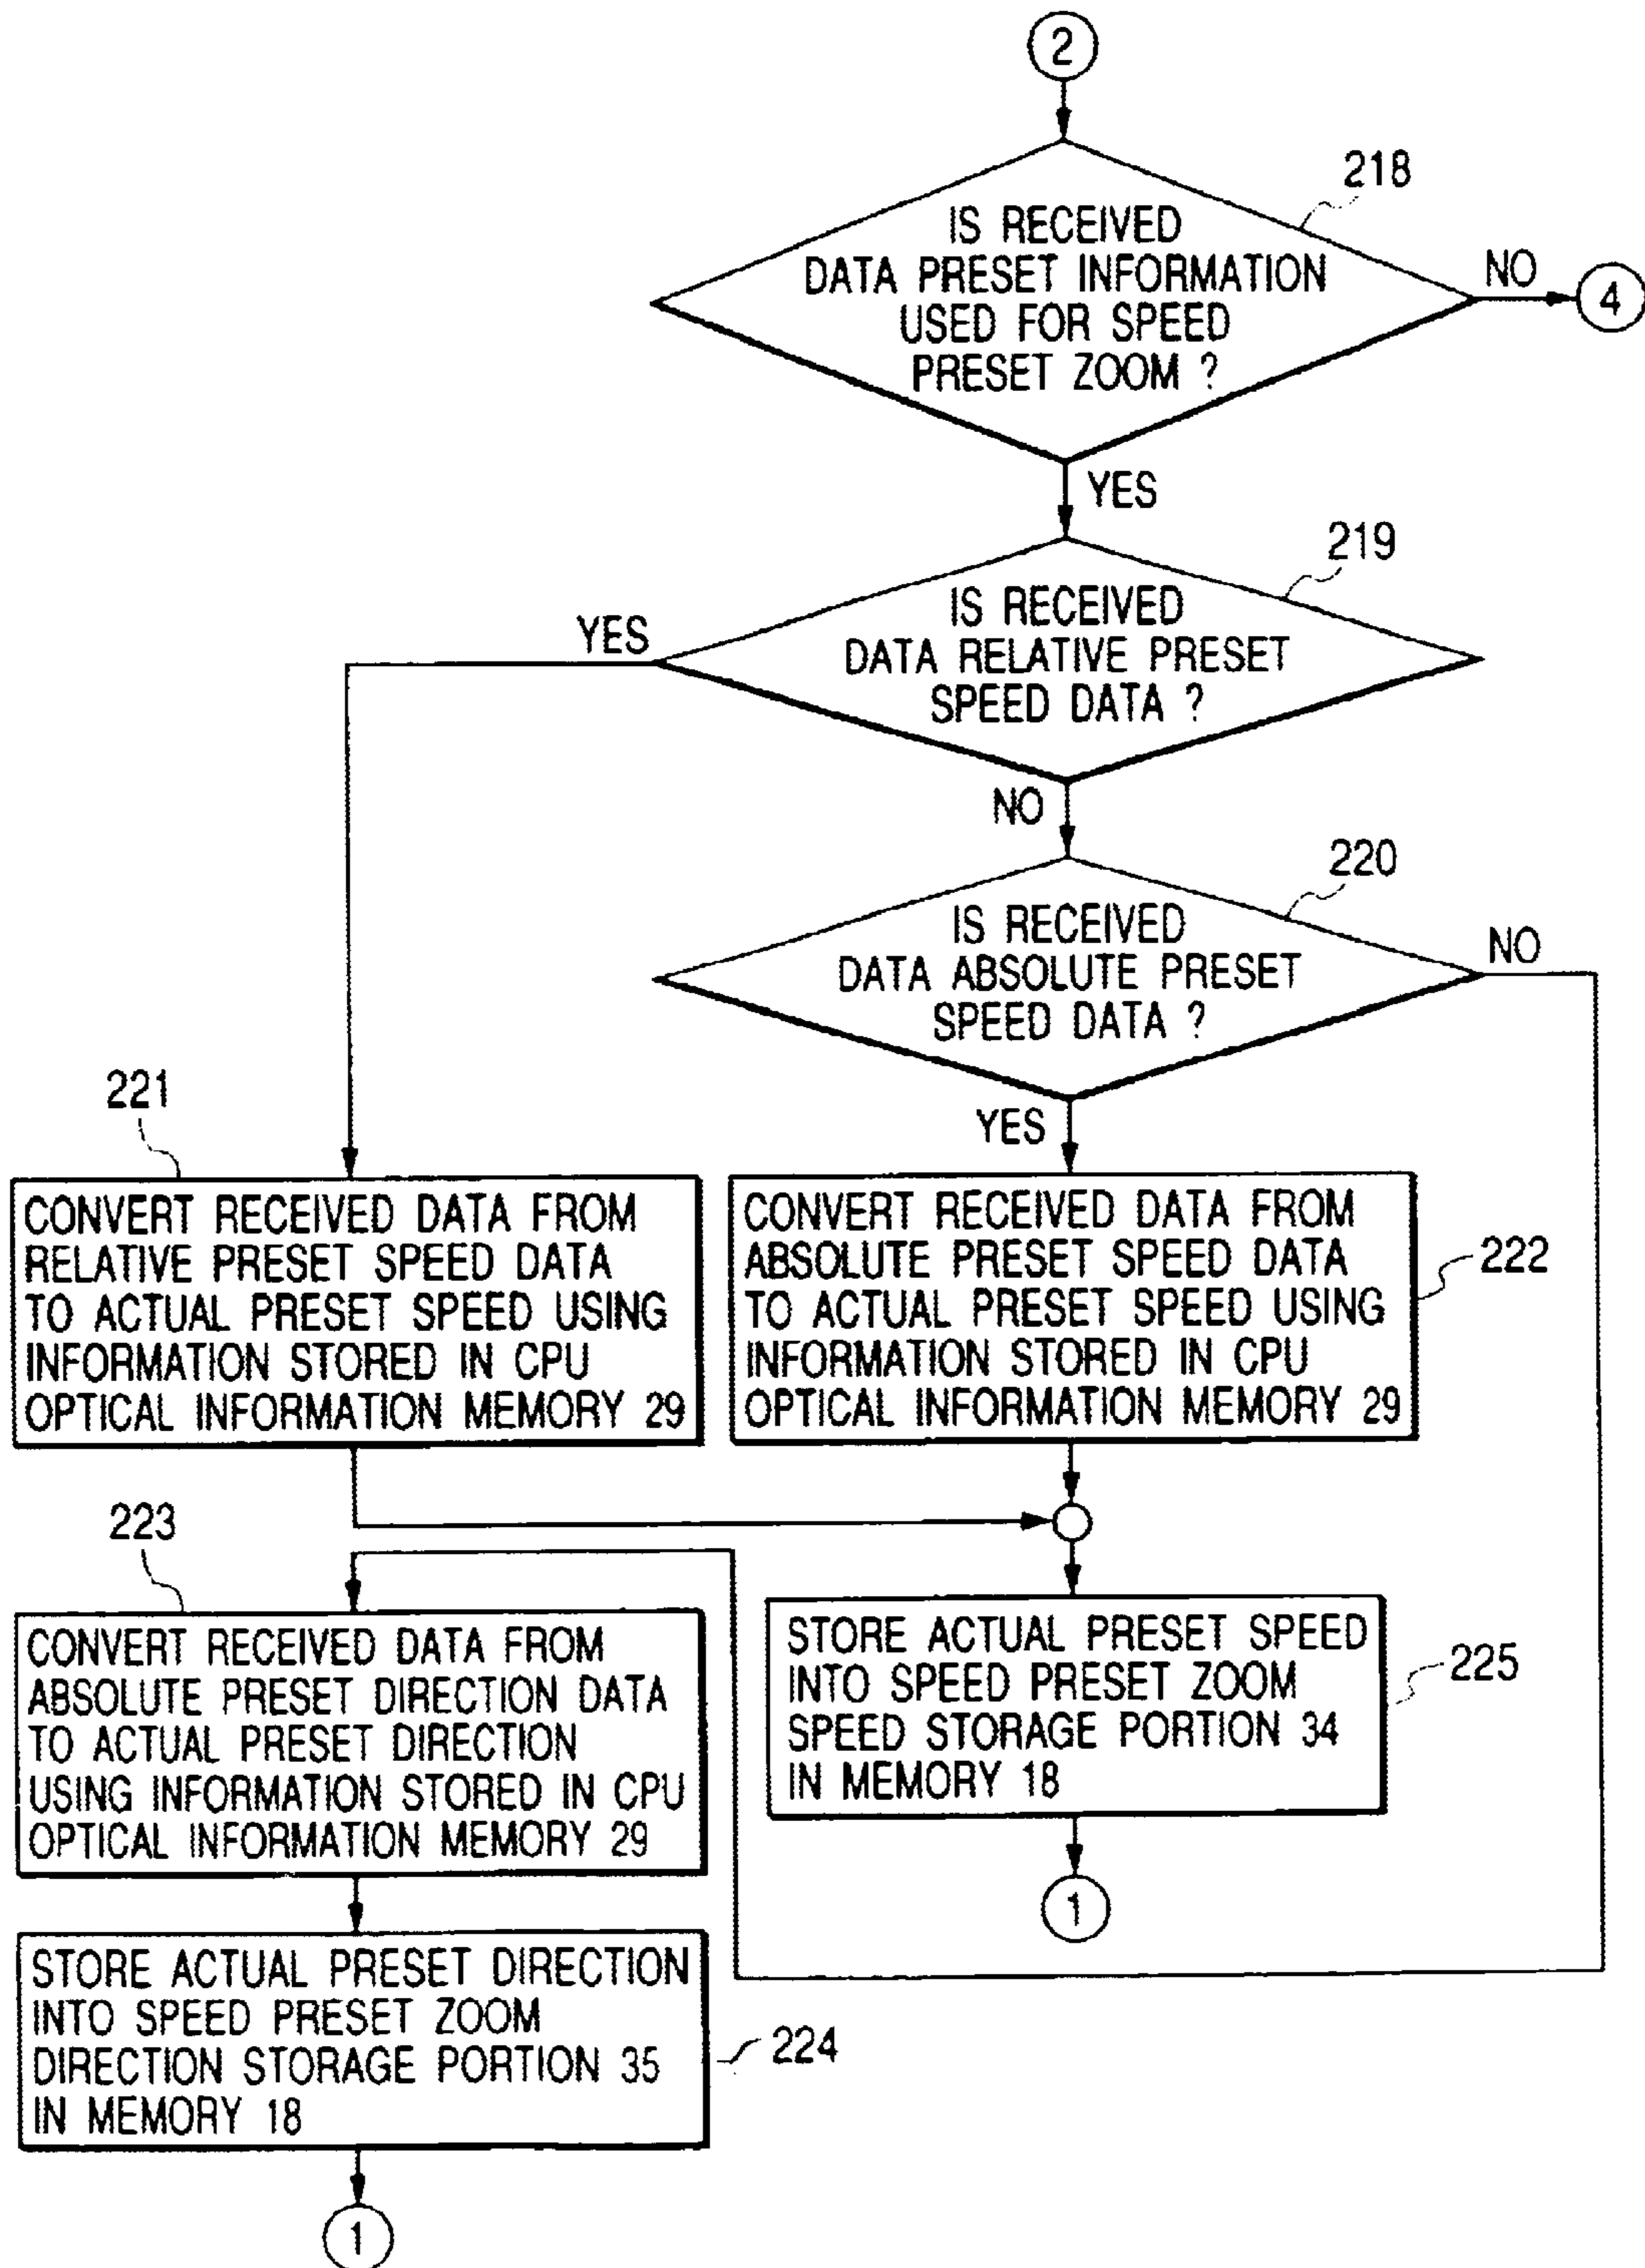 2
218
IS RECEIVED
DATA PRESET INFORMATION
USED FOR SPEED
PRESET ZOOM ?
NO
4
YES
219
IS RECEIVED
DATA RELATIVE PRESET
SPEED DATA ?
YES
NO
220
IS RECEIVED
DATA ABSOLUTE PRESET
SPEED DATA ?
NO
YES
221
CONVERT RECEIVED DATA FROM
RELATIVE PRESET SPEED DATA
TO ACTUAL PRESET SPEED USING
INFORMATION STORED IN CPU
OPTICAL INFORMATION MEMORY 29
CONVERT RECEIVED DATA FROM
ABSOLUTE PRESET SPEED DATA
TO ACTUAL PRESET SPEED USING
INFORMATION STORED IN CPU
OPTICAL INFORMATION MEMORY 29
222
223
CONVERT RECEIVED DATA FROM
ABSOLUTE PRESET DIRECTION DATA
TO ACTUAL PRESET DIRECTION
USING INFORMATION STORED IN CPU
OPTICAL INFORMATION MEMORY 29
STORE ACTUAL PRESET SPEED
INTO SPEED PRESET ZOOM
SPEED STORAGE PORTION 34
IN MEMORY 18
225
1
STORE ACTUAL PRESET DIRECTION
INTO SPEED PRESET ZOOM
DIRECTION STORAGE PORTION 35
IN MEMORY 18
224
1